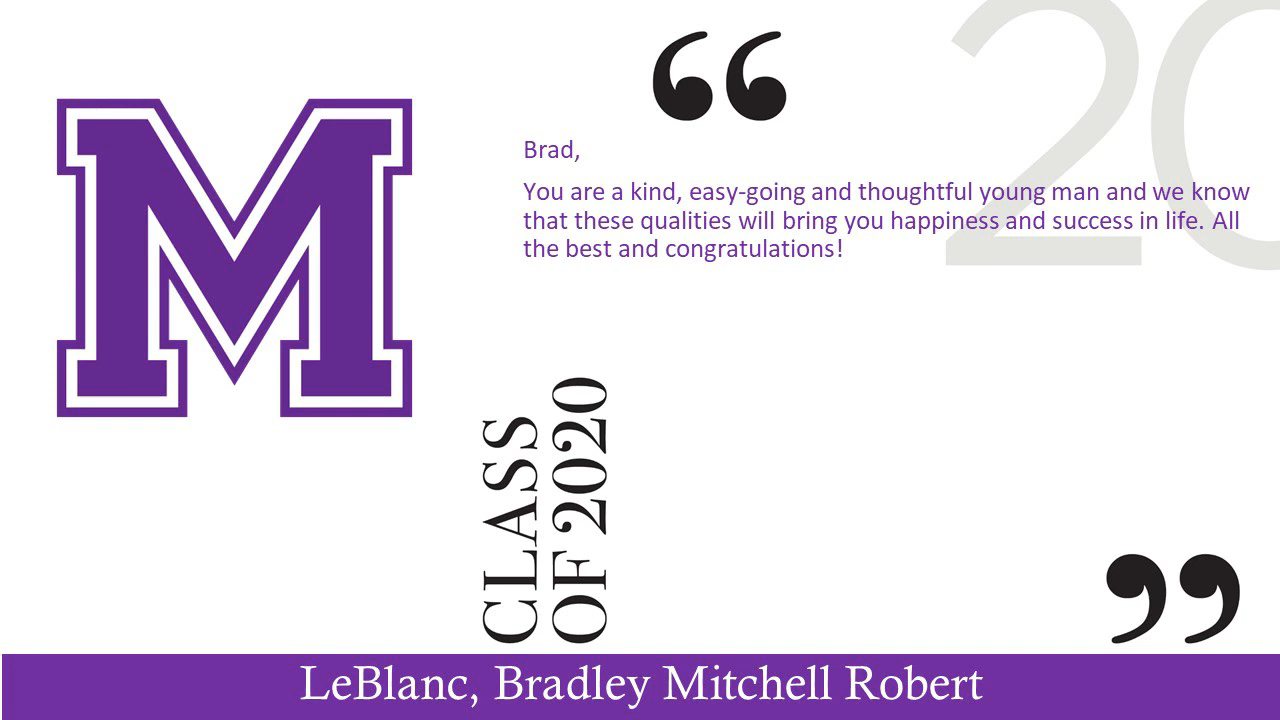 M
20
“
Brad,
You are a kind, easy-going and thoughtful young man and we know
that these qualities will bring you happiness and success in life. All
the best and congratulations!
CLASS
OF 2020
”
LeBlanc, Bradley Mitchell Robert